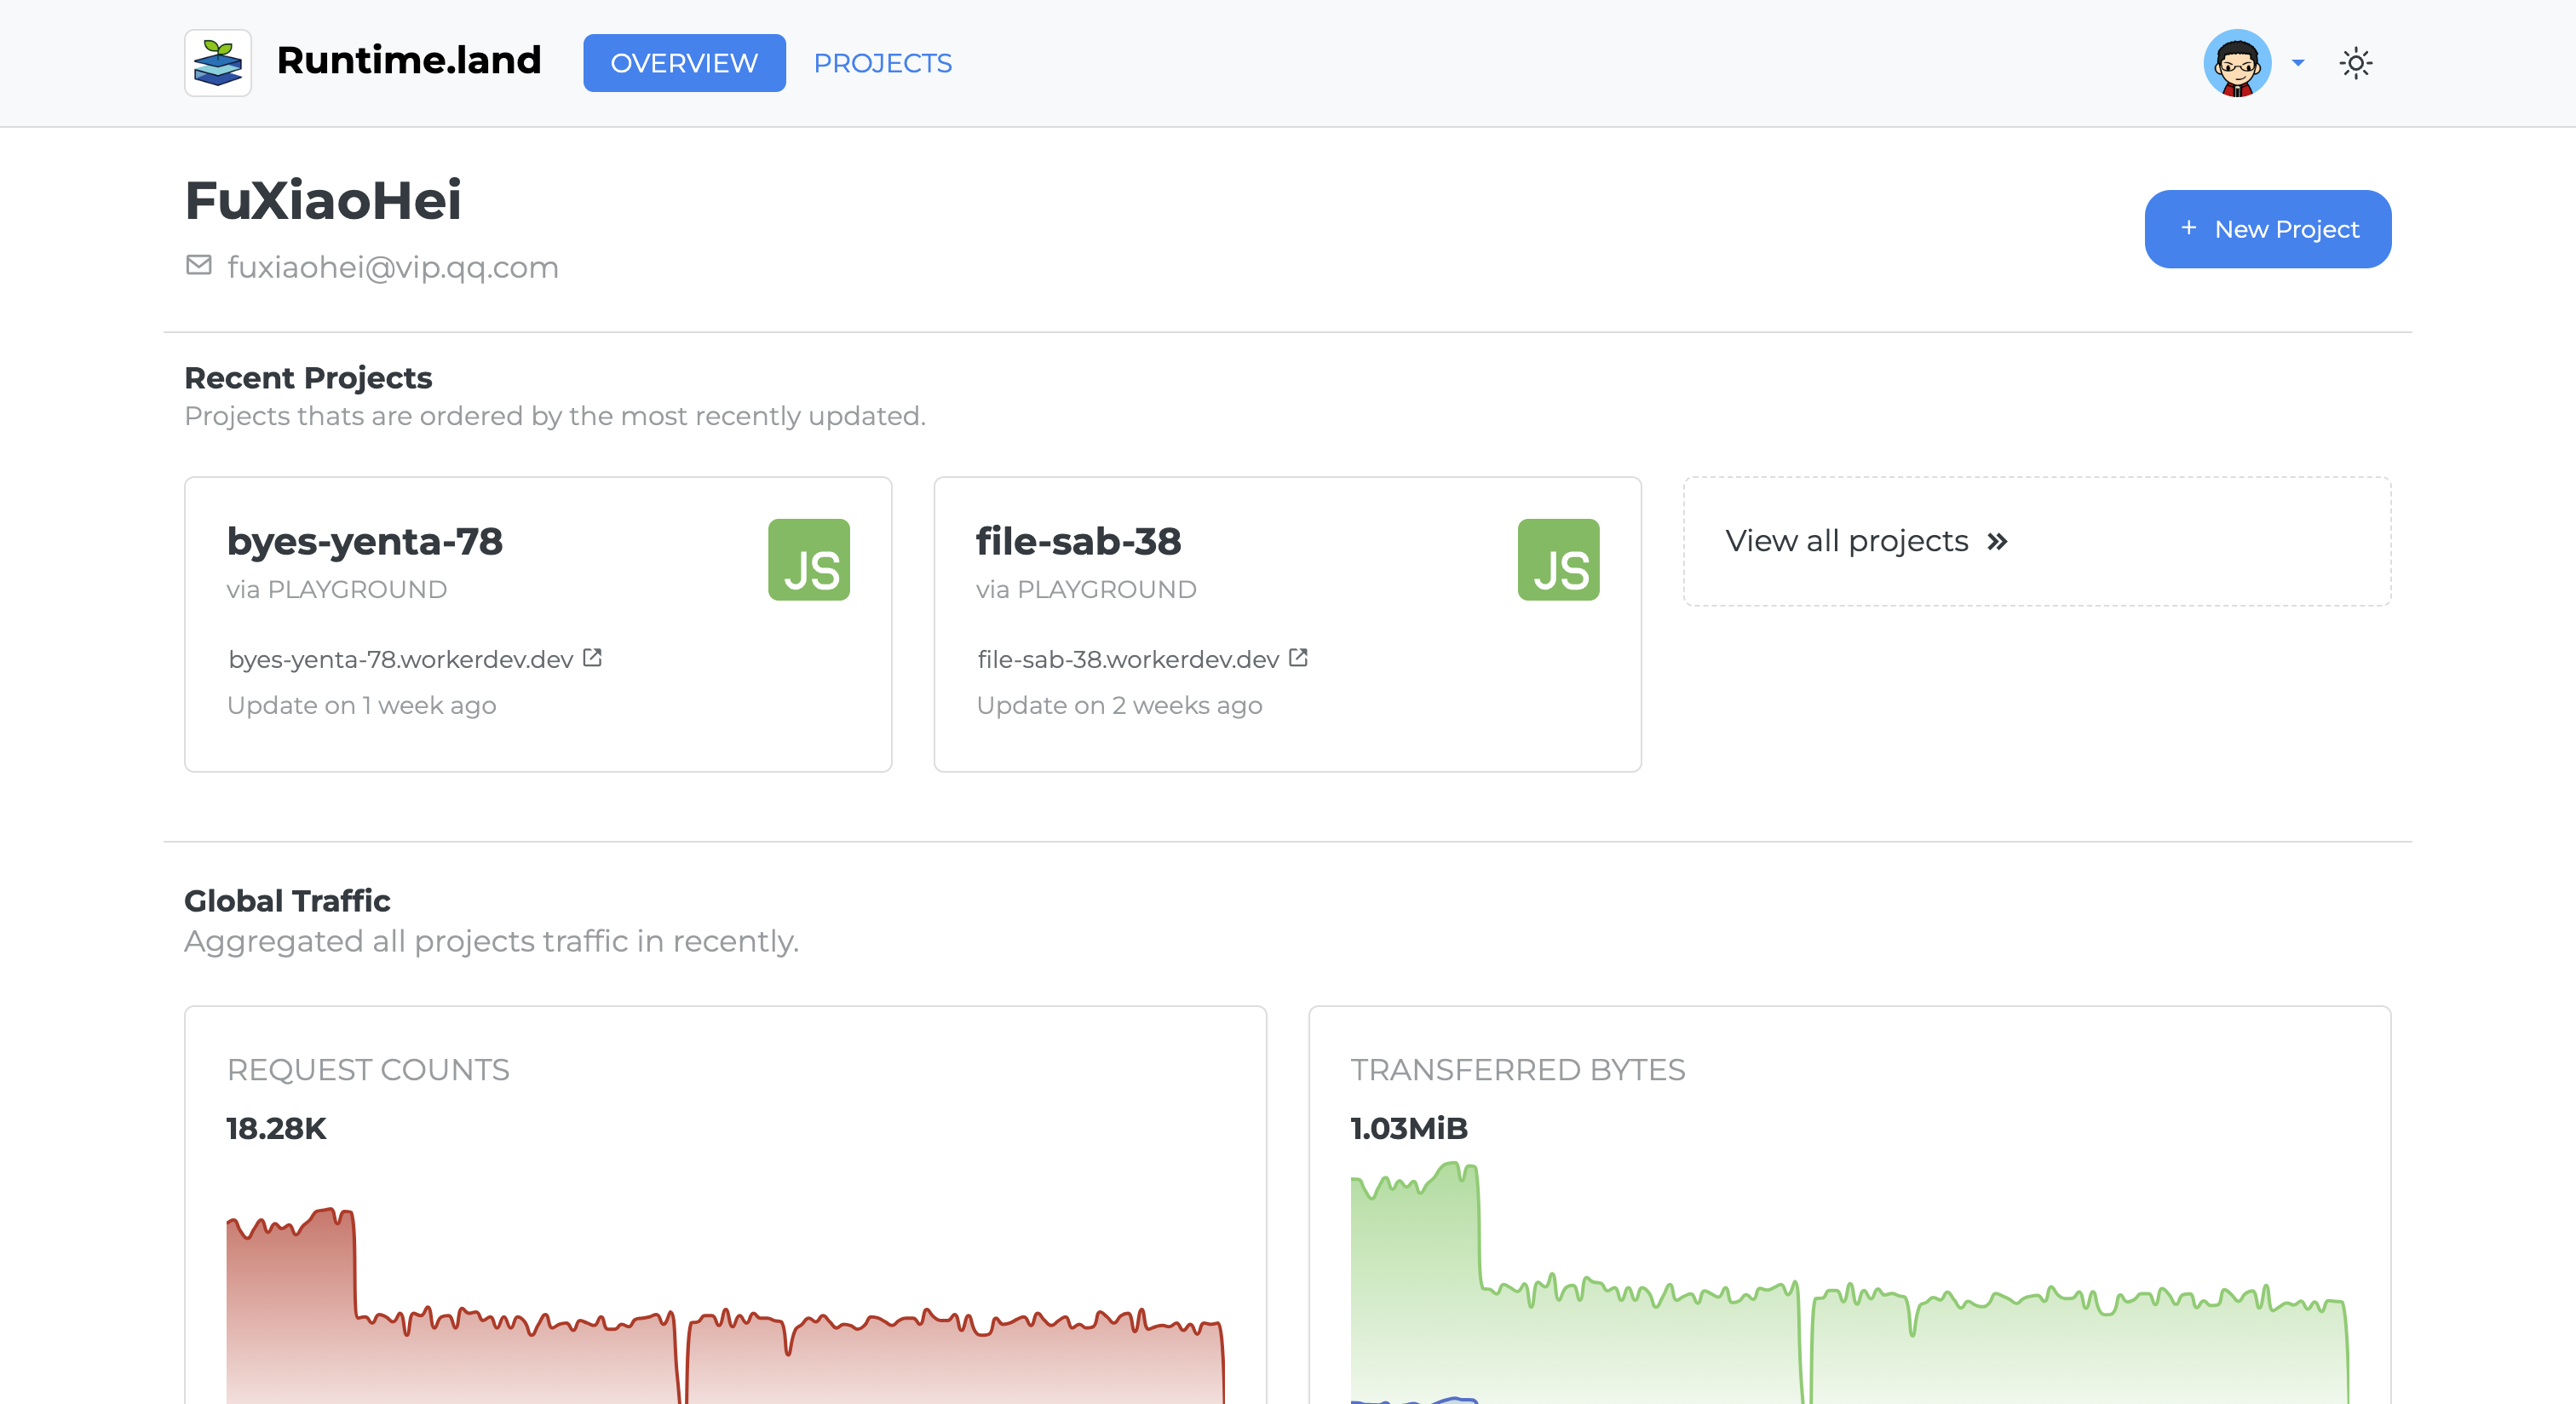 Runtime.land
OVERVIEW
PROJECTS
FuXiaoHei
fuxiaohei@vip.qq.com
+ New Project
Recent Projects
Projects thats are ordered by the most recently updated.
byes-yenta-78
via PLAYGROUND
JS
byes-yenta-78.workerdev.dev
Update on 1 week ago
file-sab-38
via PLAYGROUND
JS
file-sab-38.workerdev.dev
Update on 2 weeks ago
View all projects »
Global Traffic
Aggregated all projects traffic in recently.
REQUEST COUNTS
18.28K
TRANSFERRED BYTES
1.03MiB